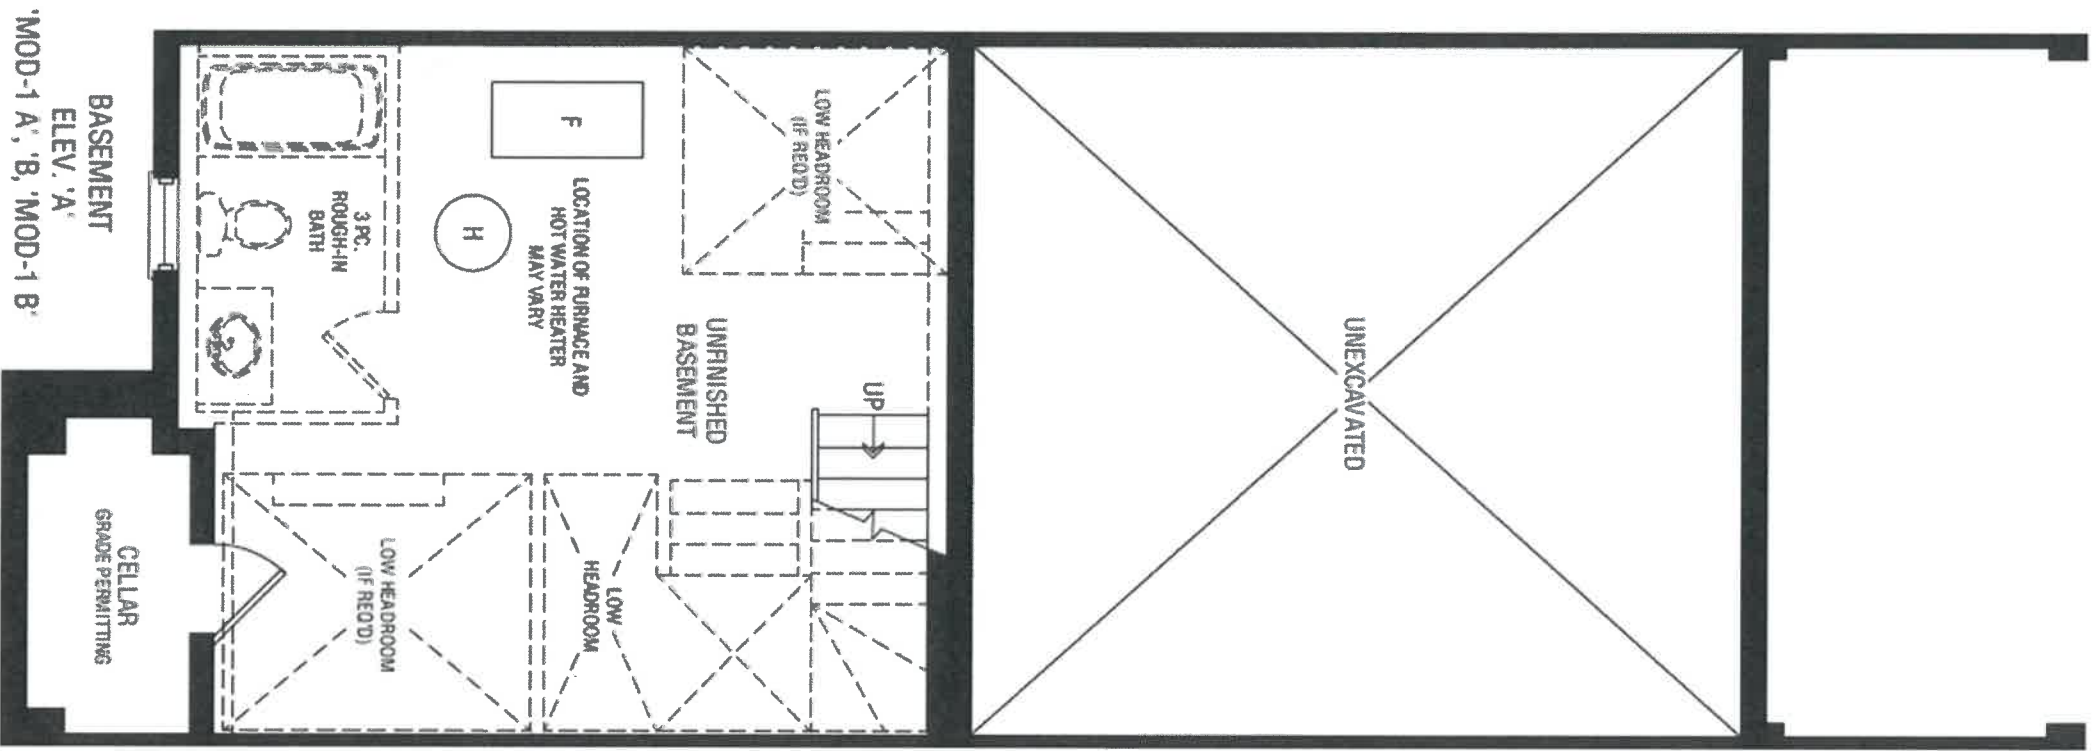 UNEXCAVATED
LOW HEADROOM
(IF REQ'D)
UP
UNFINISHED
BASEMENT
F
LOCATION OF FURNACE AND
HOT WATER HEATER
MAY VARY
H
LOW
HEADROOM
3 PC.
ROUGH-IN
BATH
LOW HEADROOM
(IF REQ'D)
CELLAR
GRADE PERMITTING
BASEMENT
ELEV. 'A'
'MOD-1 A', 'B, 'MOD-1 B'